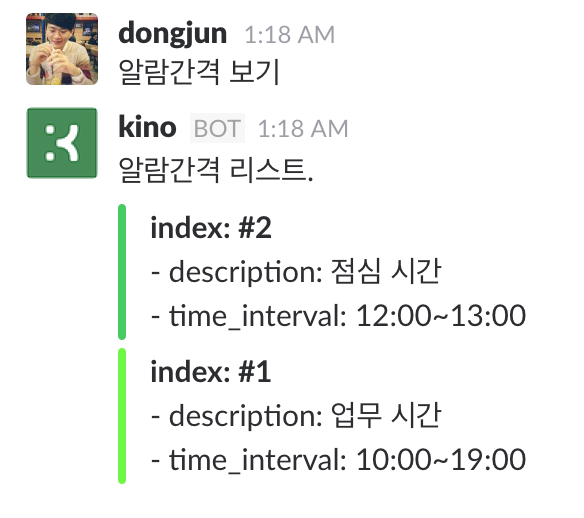 dongjun 1:18 AM
알람간격 보기
kino BOT 1:18 AM
알람간격 리스트.
index: #2
- description: 점심 시간
- time_interval: 12:00~13:00
index: #1
- description: 업무 시간
- time_interval: 10:00~19:00